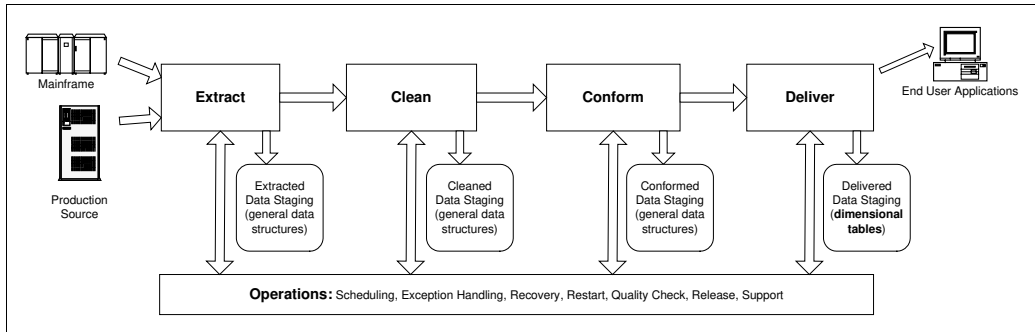 Mainframe
Production
Source
Extract
Clean
Conform
Deliver
End User Applications
Extracted
Data Staging
(general data
structures)
Cleaned
Data Staging
(general data
structures)
Conformed
Data Staging
(general data
structures)
Delivered
Data Staging
(dimensional
tables)
Operations: Scheduling, Exception Handling, Recovery, Restart, Quality Check, Release, Support